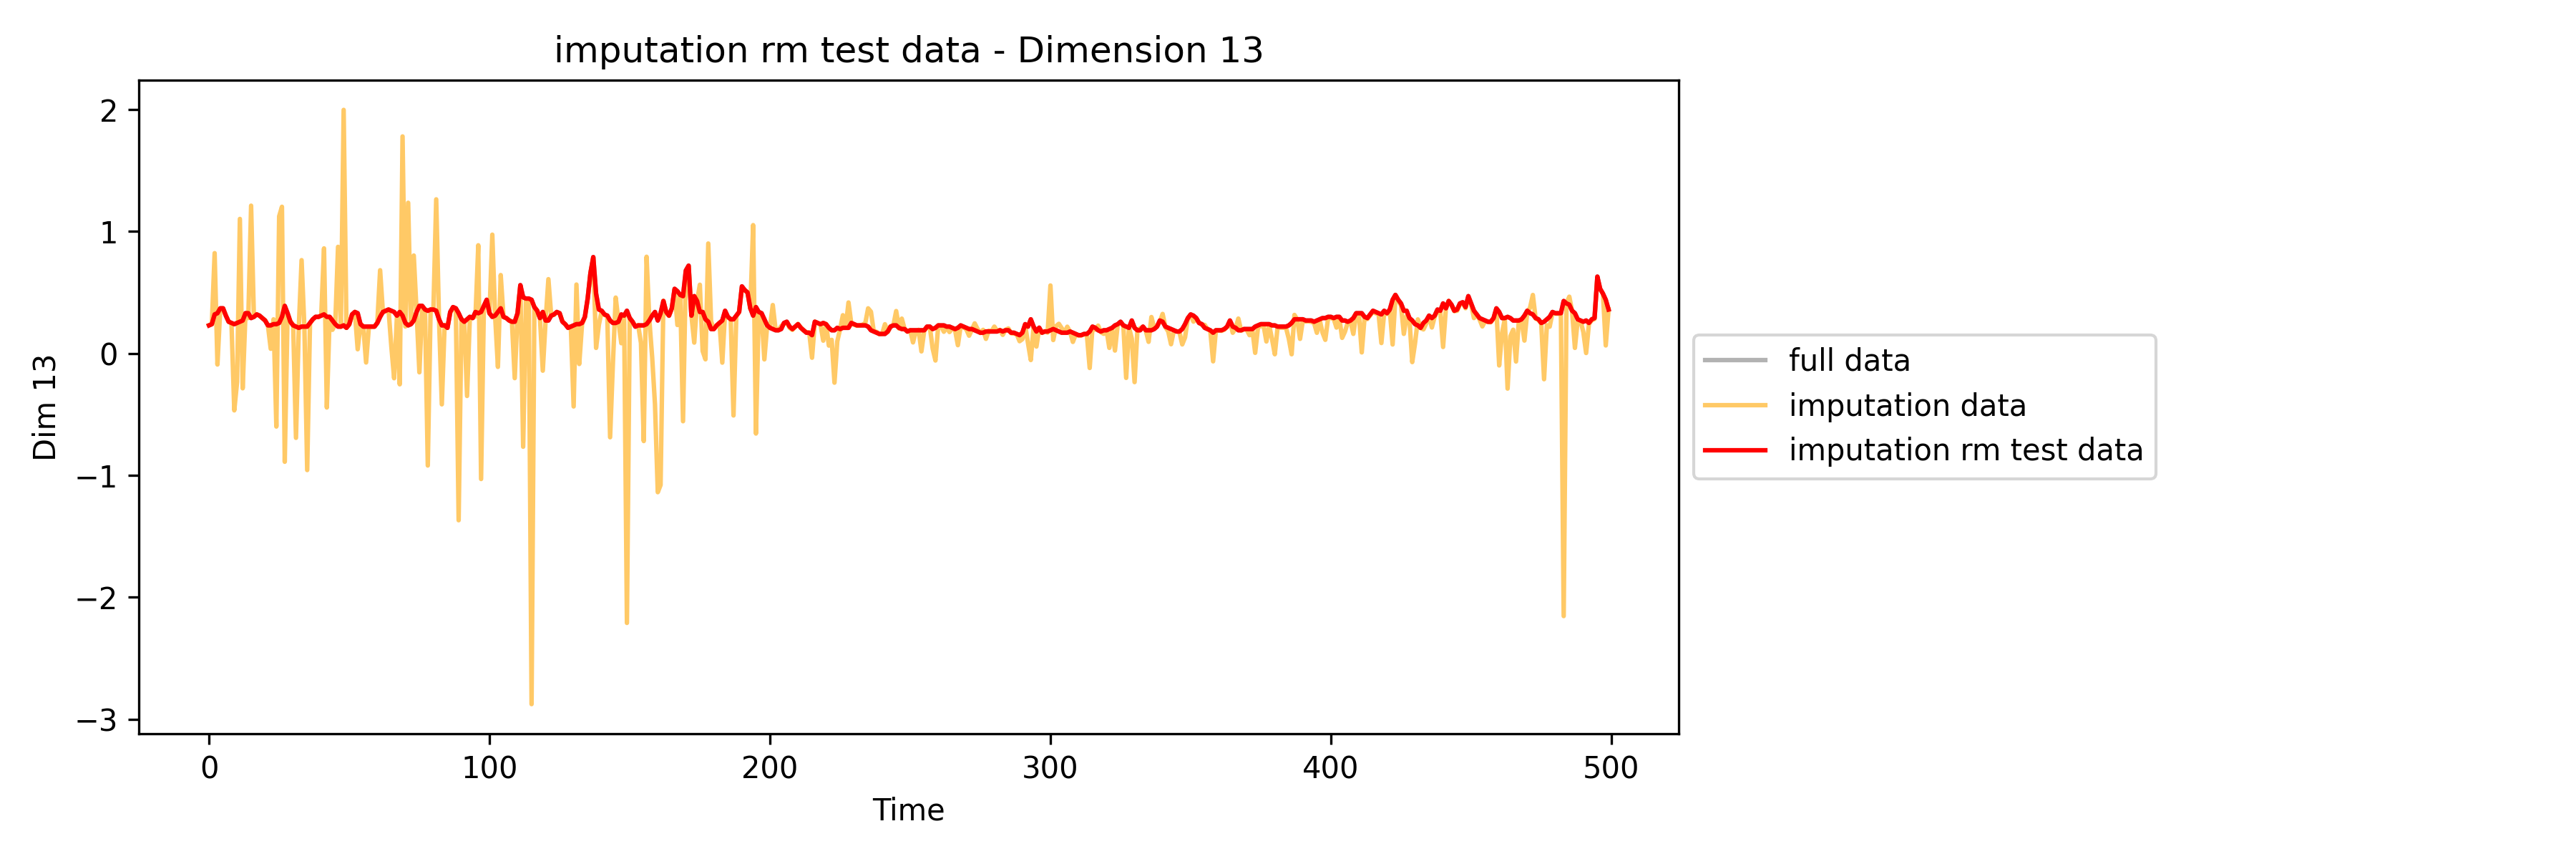 imputation rm test data - Dimension 13
2
1
0
−1
−2
−3
Dim 13
0 100 200 300 400 500
Time
full data
imputation data
imputation rm test data